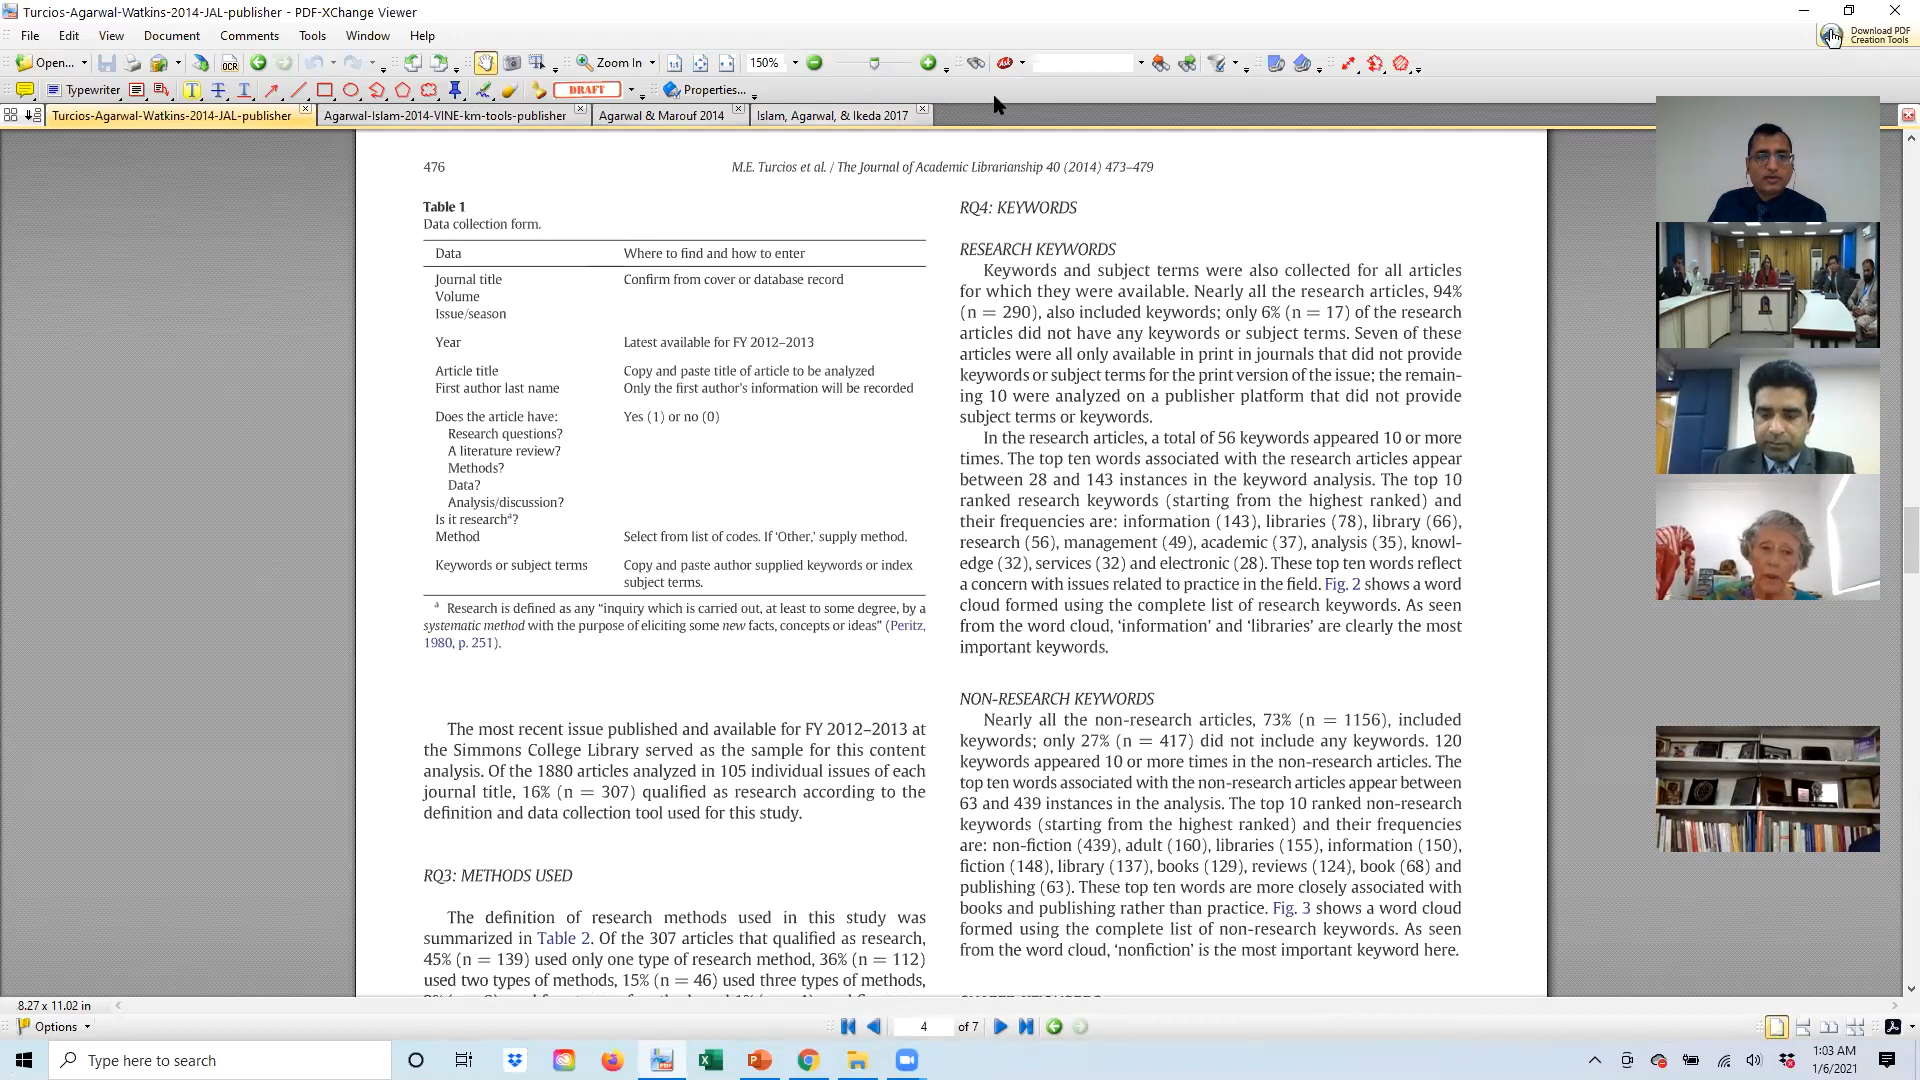 Turcios-Agarwal-Watkins-2014-JAL-publisher - PDF-XChange Viewer
File Edit View Document Comments Tools Window Help
Download PDF
Creation Tools
Open...
OCR
Zoom In
150%
Typewriter
DRAFT
Properties...
Turcios-Agarwal-Watkins-2014-JAL-publisher
Agarwal-Islam-2014-VINE-km-tools-publisher
Agarwal & Marouf 2014
Islam, Agarwal, & Ikeda 2017
476
M.E. Turcios et al. / The Journal of Academic Librarianship 40 (2014) 473–479
Table 1
Data collection form.
Data Where to find and how to enter
Journal title Confirm from cover or database record
Volume
Issue/season
Year Latest available for FY 2012–2013
Article title Copy and paste title of article to be analyzed
First author last name Only the first author's information will be recorded
Does the article have: Yes (1) or no (0)
Research questions?
A literature review?
Methods?
Data?
Analysis/discussion?
Is it researchᵃ?
Method Select from list of codes. If 'Other,' supply method.
Keywords or subject terms Copy and paste author supplied keywords or index
subject terms.
ᵃ Research is defined as any "inquiry which is carried out, at least to some degree, by a
systematic method with the purpose of eliciting some new facts, concepts or ideas" (Peritz,
1980, p. 251).
The most recent issue published and available for FY 2012–2013 at
the Simmons College Library served as the sample for this content
analysis. Of the 1880 articles analyzed in 105 individual issues of each
journal title, 16% (n = 307) qualified as research according to the
definition and data collection tool used for this study.
RQ3: METHODS USED
The definition of research methods used in this study was
summarized in Table 2. Of the 307 articles that qualified as research,
45% (n = 139) used only one type of research method, 36% (n = 112)
used two types of methods, 15% (n = 46) used three types of methods,
RQ4: KEYWORDS
RESEARCH KEYWORDS
Keywords and subject terms were also collected for all articles
for which they were available. Nearly all the research articles, 94%
(n = 290), also included keywords; only 6% (n = 17) of the research
articles did not have any keywords or subject terms. Seven of these
articles were all only available in print in journals that did not provide
keywords or subject terms for the print version of the issue; the remain-
ing 10 were analyzed on a publisher platform that did not provide
subject terms or keywords.
In the research articles, a total of 56 keywords appeared 10 or more
times. The top ten words associated with the research articles appear
between 28 and 143 instances in the keyword analysis. The top 10
ranked research keywords (starting from the highest ranked) and
their frequencies are: information (143), libraries (78), library (66),
research (56), management (49), academic (37), analysis (35), knowl-
edge (32), services (32) and electronic (28). These top ten words reflect
a concern with issues related to practice in the field. Fig. 2 shows a word
cloud formed using the complete list of research keywords. As seen
from the word cloud, 'information' and 'libraries' are clearly the most
important keywords.
NON-RESEARCH KEYWORDS
Nearly all the non-research articles, 73% (n = 1156), included
keywords; only 27% (n = 417) did not include any keywords. 120
keywords appeared 10 or more times in the non-research articles. The
top ten words associated with the non-research articles appear between
63 and 439 instances in the analysis. The top 10 ranked non-research
keywords (starting from the highest ranked) and their frequencies
are: non-fiction (439), adult (160), libraries (155), information (150),
fiction (148), library (137), books (129), reviews (124), book (68) and
publishing (63). These top ten words are more closely associated with
books and publishing rather than practice. Fig. 3 shows a word cloud
formed using the complete list of non-research keywords. As seen
from the word cloud, 'nonfiction' is the most important keyword here.
8.27 x 11.02 in
Options
4 of 7
Type here to search
1:03 AM
1/6/2021